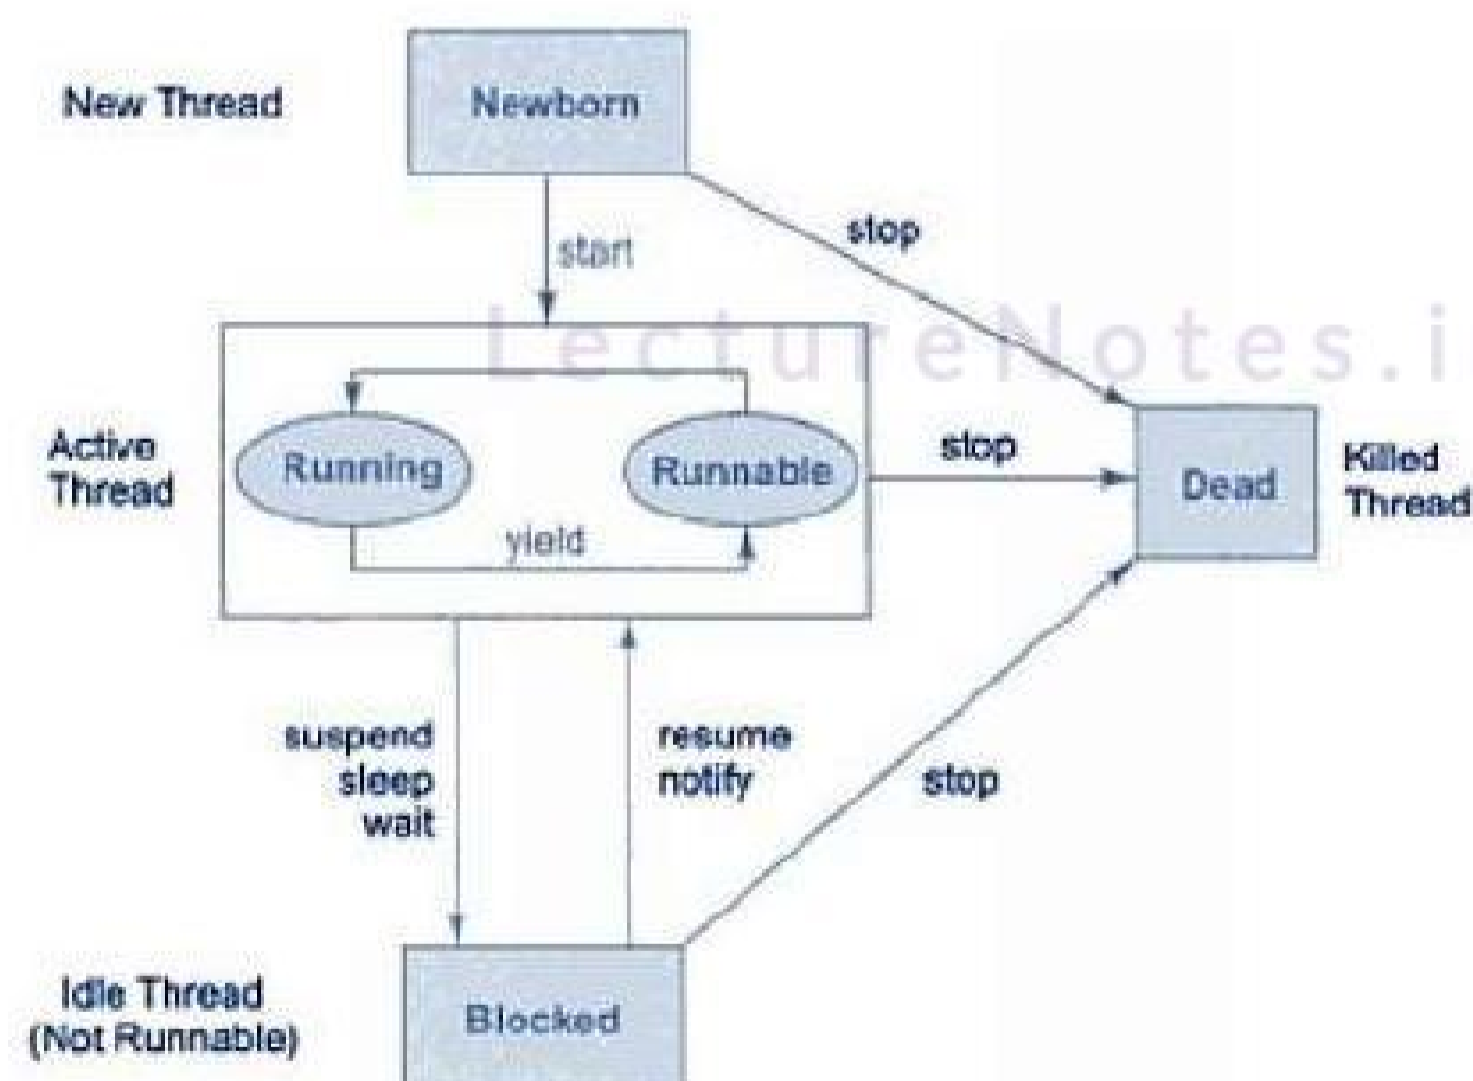 New Thread
Newborn
start
stop
LectureNotes.i
Active
Thread
Running
Runnable
yield
stop
Dead
Killed
Thread
suspend
sleep
wait
resume
notify
stop
Idle Thread
(Not Runnable)
Blocked